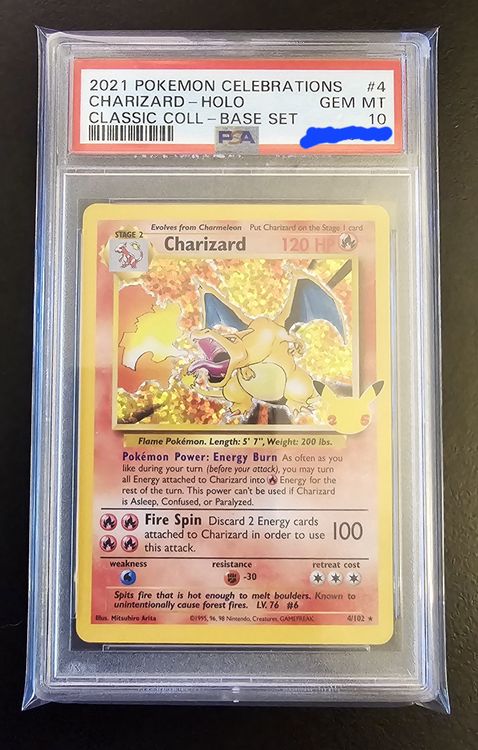 2021 POKEMON CELEBRATIONS #4
CHARIZARD - HOLO GEM MT
CLASSIC COLL - BASE SET 10
PSA
Evolves from Charmeleon Put Charizard on the Stage 1 card
STAGE 2
Charizard 120 HP
25
Flame Pokémon. Length: 5' 7", Weight: 200 lbs.
Pokémon Power: Energy Burn As often as you
like during your turn (before your attack), you may turn
all Energy attached to Charizard into Energy for the
rest of the turn. This power can't be used if Charizard
is Asleep, Confused, or Paralyzed.
Fire Spin Discard 2 Energy cards
attached to Charizard in order to use 100
this attack.
weakness resistance retreat cost
-30
Spits fire that is hot enough to melt boulders. Known to
unintentionally cause forest fires. LV. 76 #6
Illus. Mitsuhiro Arita ©1995, 96, 98 Nintendo, Creatures, GAMEFREAK. 4/102 ★